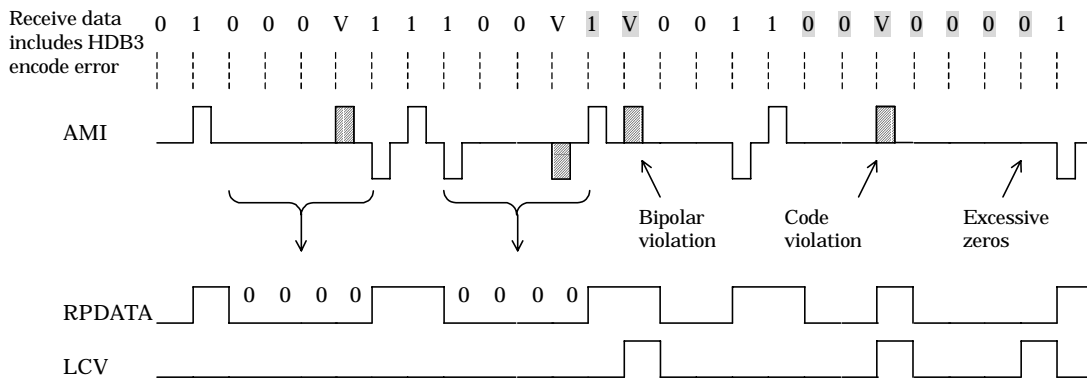 Receive data includes HDB3 encode error
0 1 0 0 0 V 1 1 1 0 0 V 1 V 0 0 1 1 0 0 V 0 0 0 0 1
AMI
Bipolar violation
Code violation
Excessive zeros
RPDATA
0 0 0 0
0 0 0 0
LCV